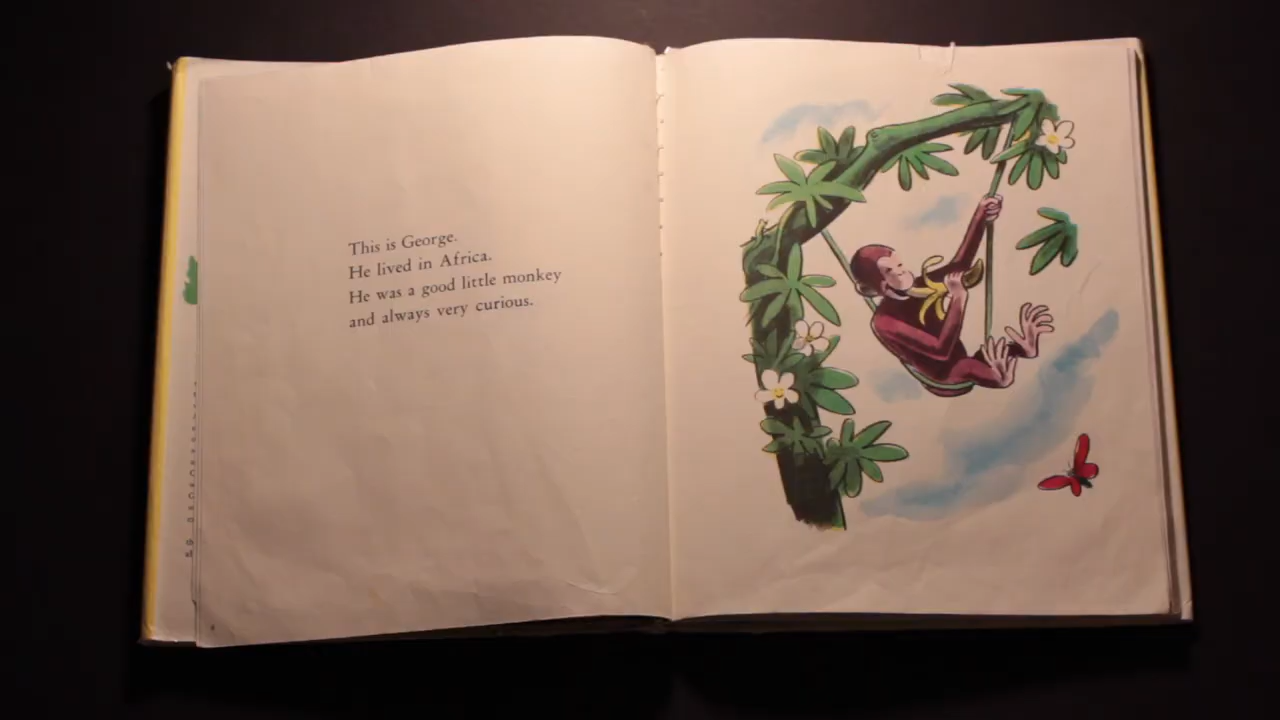 This is George.
He lived in Africa.
He was a good little monkey
and always very curious.